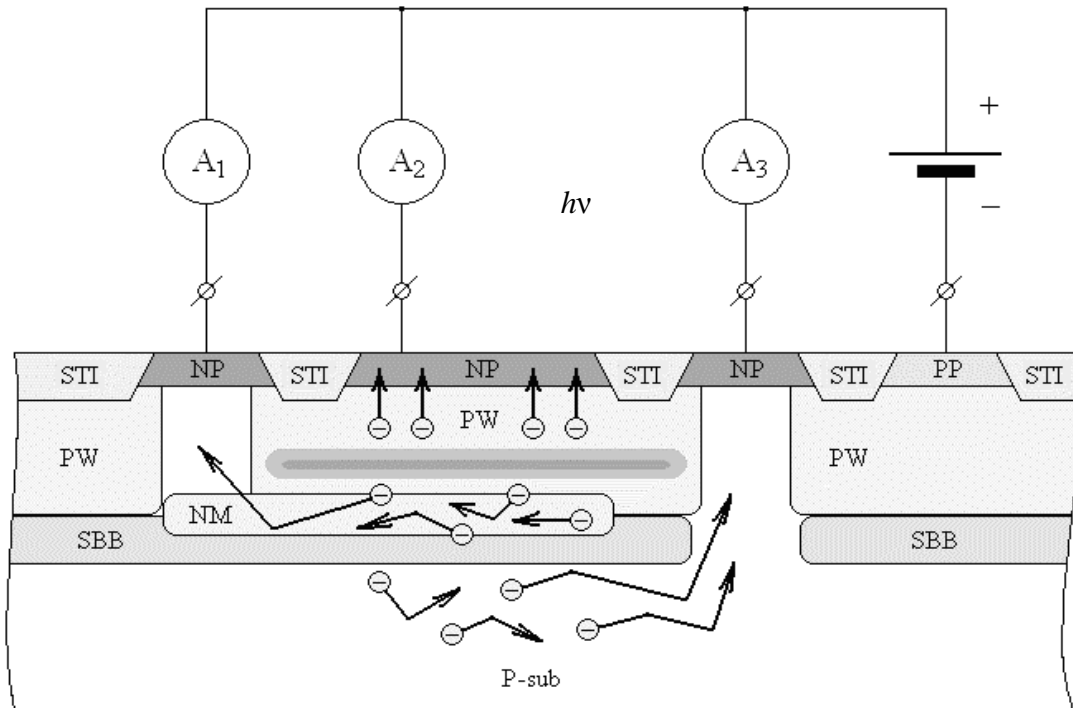 A1 A2 A3 +
hν −
STI NP STI NP STI NP STI PP STI
PW PW PW
NM
SBB SBB
P-sub